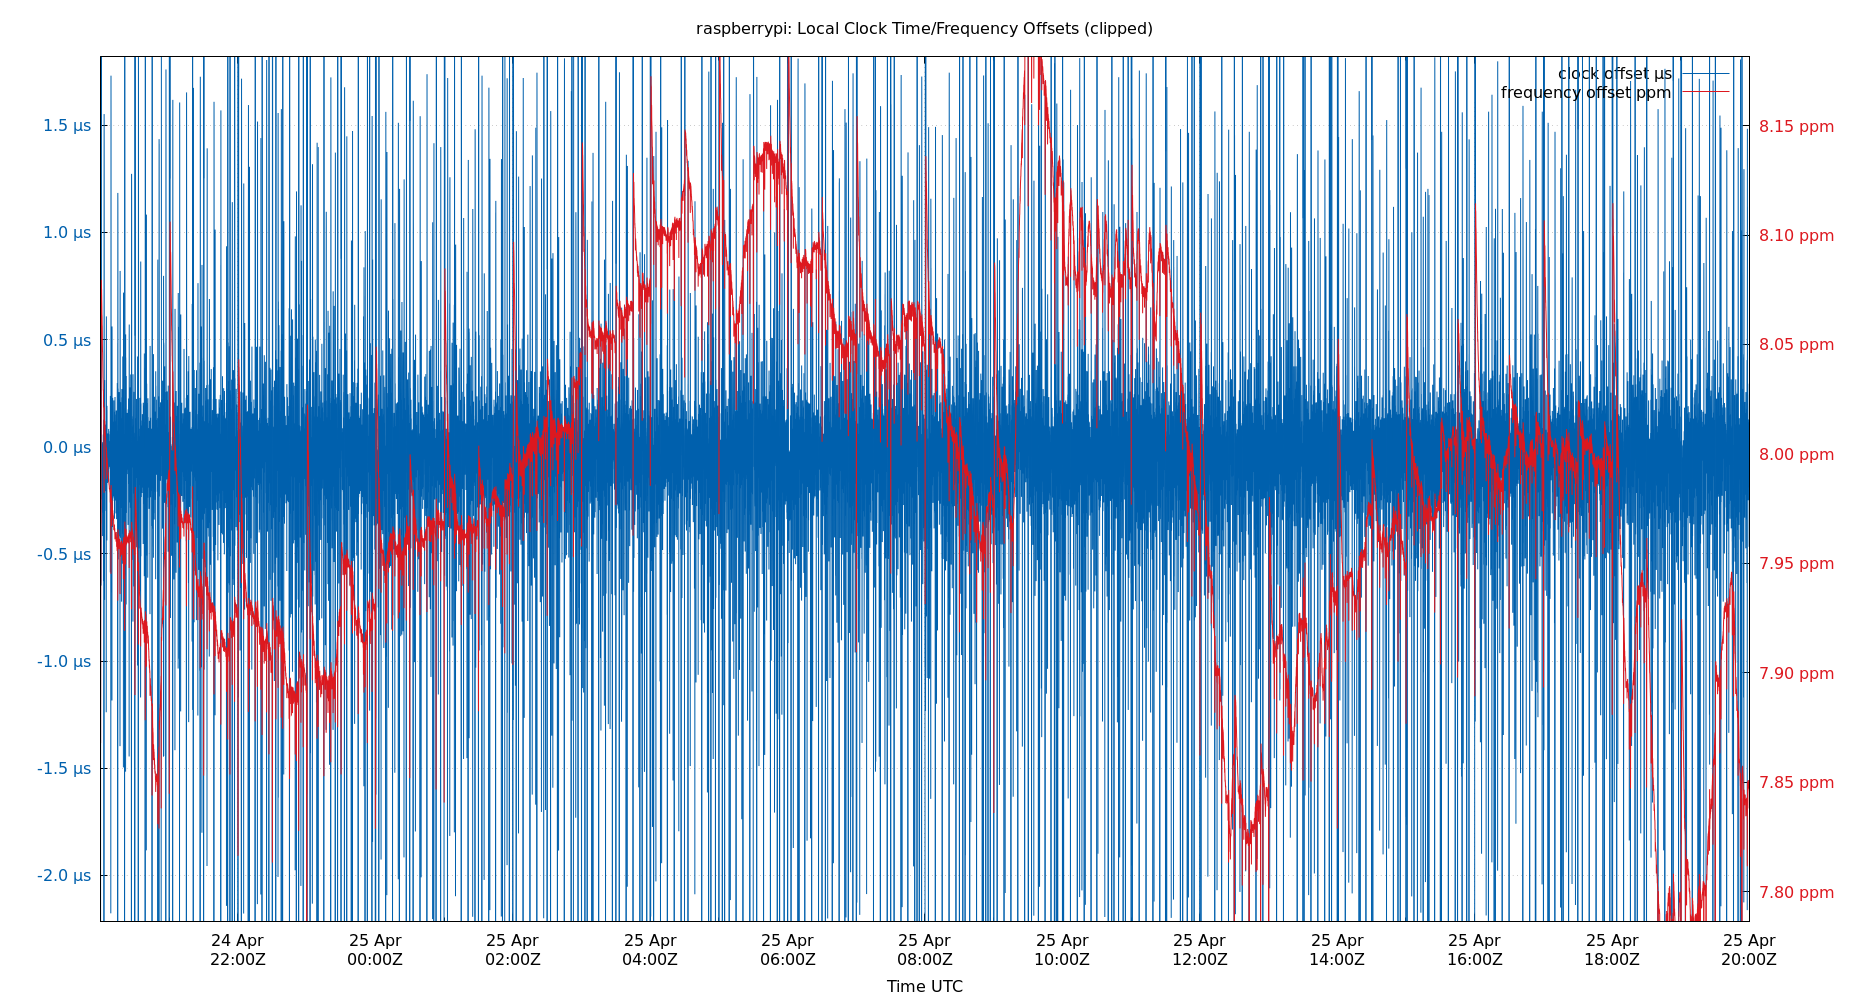 raspberrypi: Local Clock Time/Frequency Offsets (clipped)
clock offset µs
frequency offset ppm
1.5 µs
1.0 µs
0.5 µs
0.0 µs
-0.5 µs
-1.0 µs
-1.5 µs
-2.0 µs
8.15 ppm
8.10 ppm
8.05 ppm
8.00 ppm
7.95 ppm
7.90 ppm
7.85 ppm
7.80 ppm
24 Apr 25 Apr 25 Apr 25 Apr 25 Apr 25 Apr 25 Apr 25 Apr 25 Apr 25 Apr 25 Apr 25 Apr
22:00Z 00:00Z 02:00Z 04:00Z 06:00Z 08:00Z 10:00Z 12:00Z 14:00Z 16:00Z 18:00Z 20:00Z
Time UTC